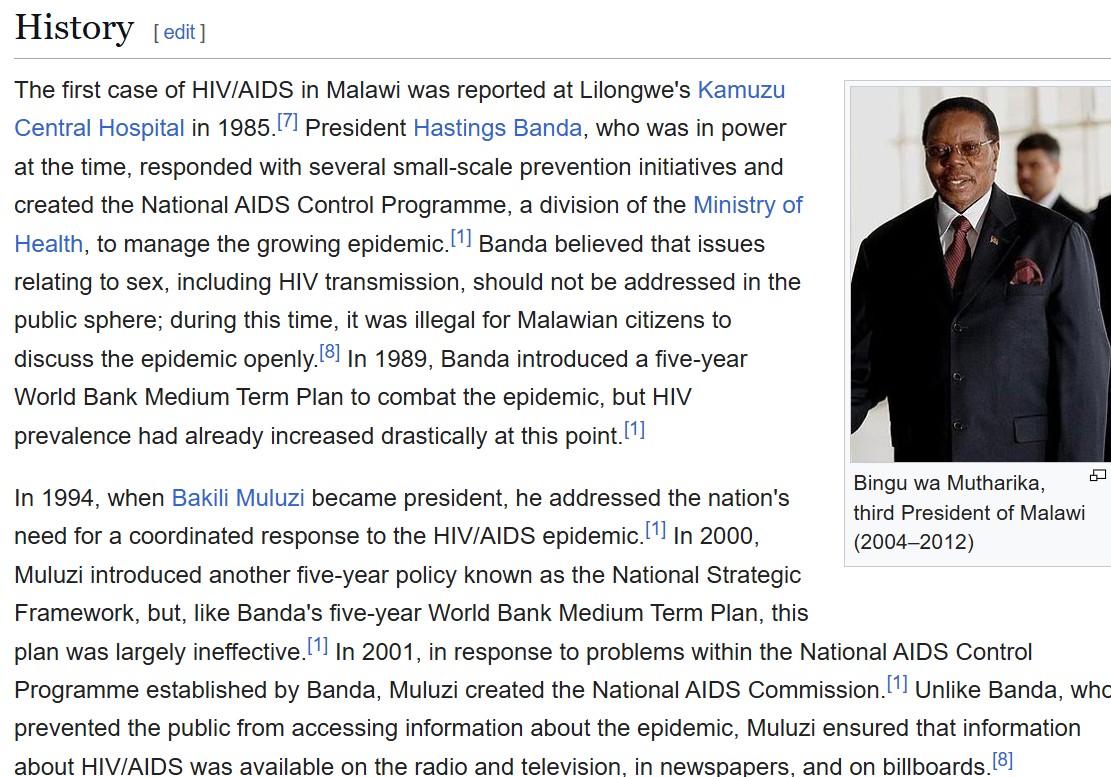 History [ edit ]
The first case of HIV/AIDS in Malawi was reported at Lilongwe's Kamuzu
Central Hospital in 1985.[7] President Hastings Banda, who was in power
at the time, responded with several small-scale prevention initiatives and
created the National AIDS Control Programme, a division of the Ministry of
Health, to manage the growing epidemic.[1] Banda believed that issues
relating to sex, including HIV transmission, should not be addressed in the
public sphere; during this time, it was illegal for Malawian citizens to
discuss the epidemic openly.[8] In 1989, Banda introduced a five-year
World Bank Medium Term Plan to combat the epidemic, but HIV
prevalence had already increased drastically at this point.[1]
In 1994, when Bakili Muluzi became president, he addressed the nation's
need for a coordinated response to the HIV/AIDS epidemic.[1] In 2000,
Muluzi introduced another five-year policy known as the National Strategic
Framework, but, like Banda's five-year World Bank Medium Term Plan, this
plan was largely ineffective.[1] In 2001, in response to problems within the National AIDS Control
Programme established by Banda, Muluzi created the National AIDS Commission.[1] Unlike Banda, who
prevented the public from accessing information about the epidemic, Muluzi ensured that information
about HIV/AIDS was available on the radio and television, in newspapers, and on billboards.[8]
Bingu wa Mutharika,
third President of Malawi
(2004–2012)